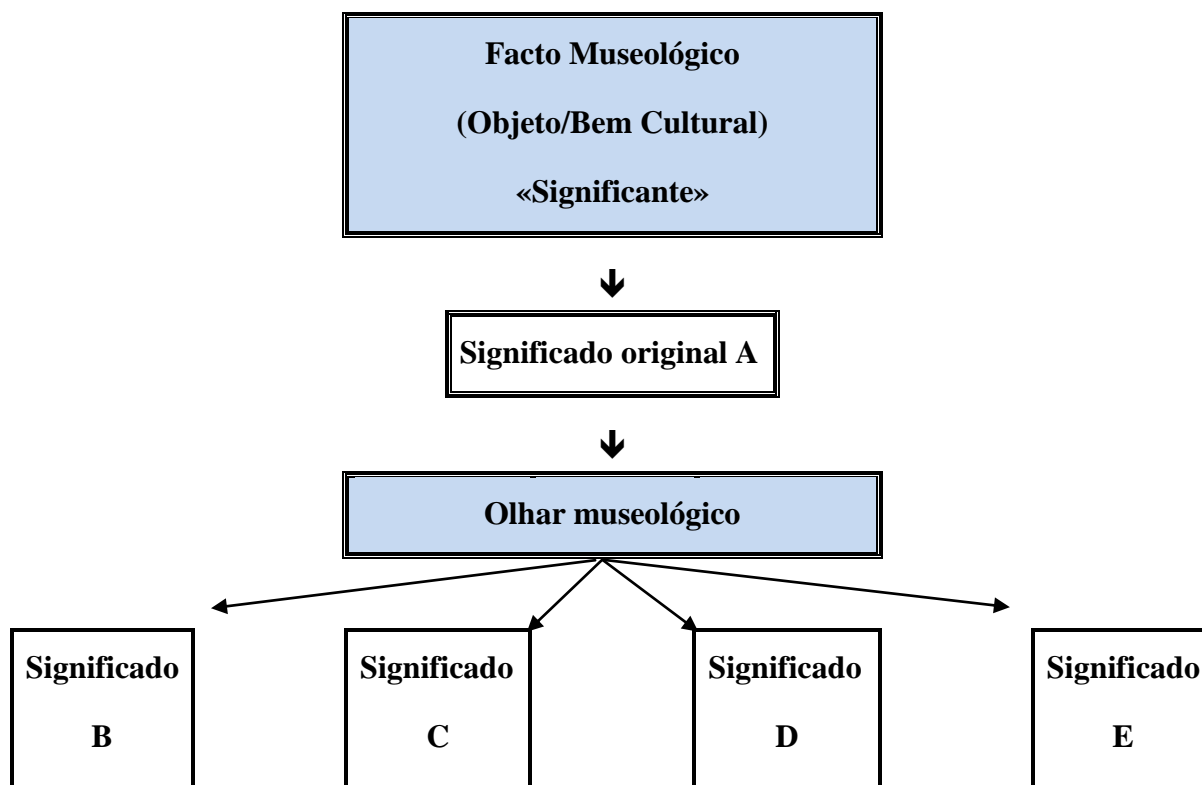 Facto Museológico
(Objeto/Bem Cultural)
«Significante»
Significado original A
Olhar museológico
Significado
B
Significado
C
Significado
D
Significado
E